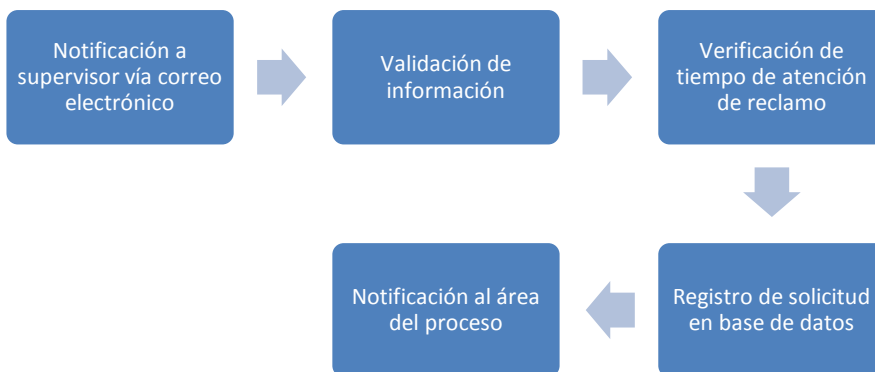 Notificación a
supervisor vía correo
electrónico
Validación de
información
Verificación de
tiempo de atención
de reclamo
Registro de solicitud
en base de datos
Notificación al área
del proceso